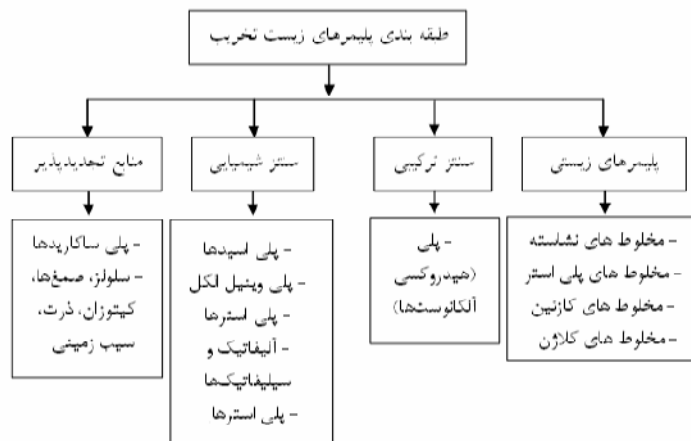 طبقه بندی پلیمرهای زیست تخریب
پلیمرهای زیستی
سنتز ترکیبی
سنتز شیمیایی
منابع تجدیدپذیر
- مخلوط های نشاسته
- مخلوط های پلی استر
- مخلوط های کازئین
- مخلوط های کلاژن
- پلی
(هیدروکسی
آلکانوست‌ها)
- پلی اسیدها
- پلی وینیل الکل
- پلی استرها
- آلیفاتیک و
سیلیفاتیک‌ها
- پلی استرها
- پلی ساکاریدها
- سلولز، صمغ‌ها،
کیتوزان، ذرت،
سیب زمینی